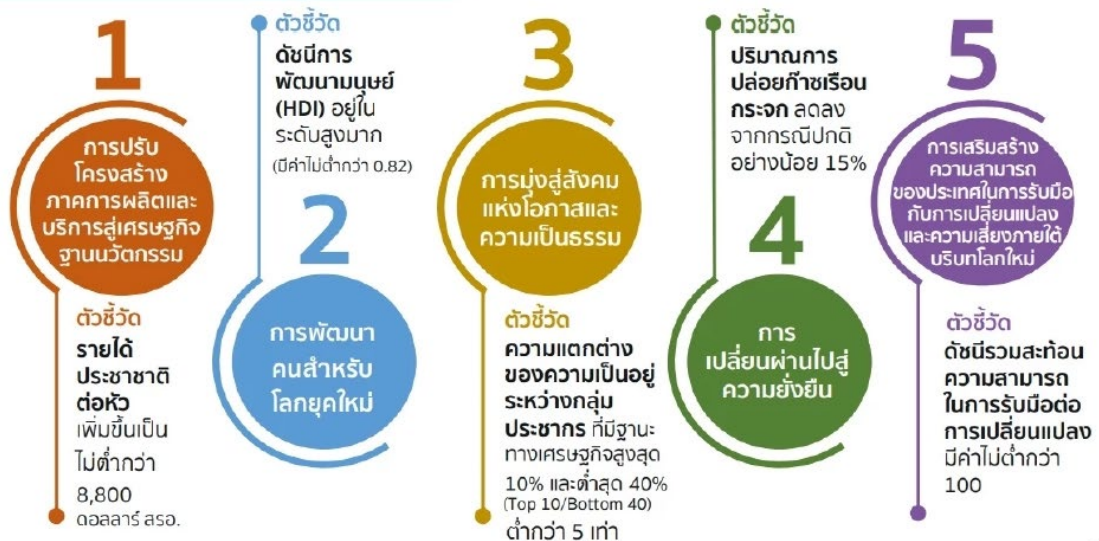 1
การปรับ
โครงสร้าง
ภาคการผลิตและ
บริการสู่เศรษฐกิจ
ฐานนวัตกรรม
ตัวชี้วัด
รายได้
ประชาชาติ
ต่อหัว
เพิ่มขึ้นเป็น
ไม่ต่ำกว่า
8,800
ดอลลาร์ สรอ.
ตัวชี้วัด
ดัชนีการ
พัฒนามนุษย์
(HDI) อยู่ใน
ระดับสูงมาก
(มีค่าไม่ต่ำกว่า 0.82)
2
การพัฒนา
คนสำหรับ
โลกยุคใหม่
3
การมุ่งสู่สังคม
แห่งโอกาสและ
ความเป็นธรรม
ตัวชี้วัด
ความแตกต่าง
ของความเป็นอยู่
ระหว่างกลุ่ม
ประชากร ที่มีฐานะ
ทางเศรษฐกิจสูงสุด
10% และต่ำสุด 40%
(Top 10/Bottom 40)
ต่ำกว่า 5 เท่า
ตัวชี้วัด
ปริมาณการ
ปล่อยก๊าซเรือน
กระจก ลดลง
จากกรณีปกติ
อย่างน้อย 15%
4
การ
เปลี่ยนผ่านไปสู่
ความยั่งยืน
5
การเสริมสร้าง
ความสามารถ
ของประเทศในการรับมือ
กับการเปลี่ยนแปลง
และความเสี่ยงภายใต้
บริบทโลกใหม่
ตัวชี้วัด
ดัชนีรวมสะท้อน
ความสามารถ
ในการรับมือต่อ
การเปลี่ยนแปลง
มีค่าไม่ต่ำกว่า
100